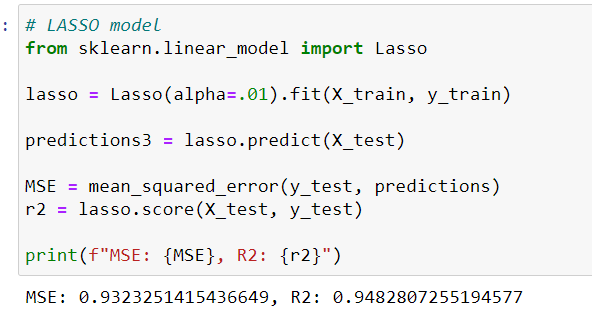 : # LASSO model
from sklearn.linear_model import Lasso
lasso = Lasso(alpha=.01).fit(X_train, y_train)
predictions3 = lasso.predict(X_test)
MSE = mean_squared_error(y_test, predictions)
r2 = lasso.score(X_test, y_test)
print(f"MSE: {MSE}, R2: {r2}")
MSE: 0.9323251415436649, R2: 0.9482807255194577